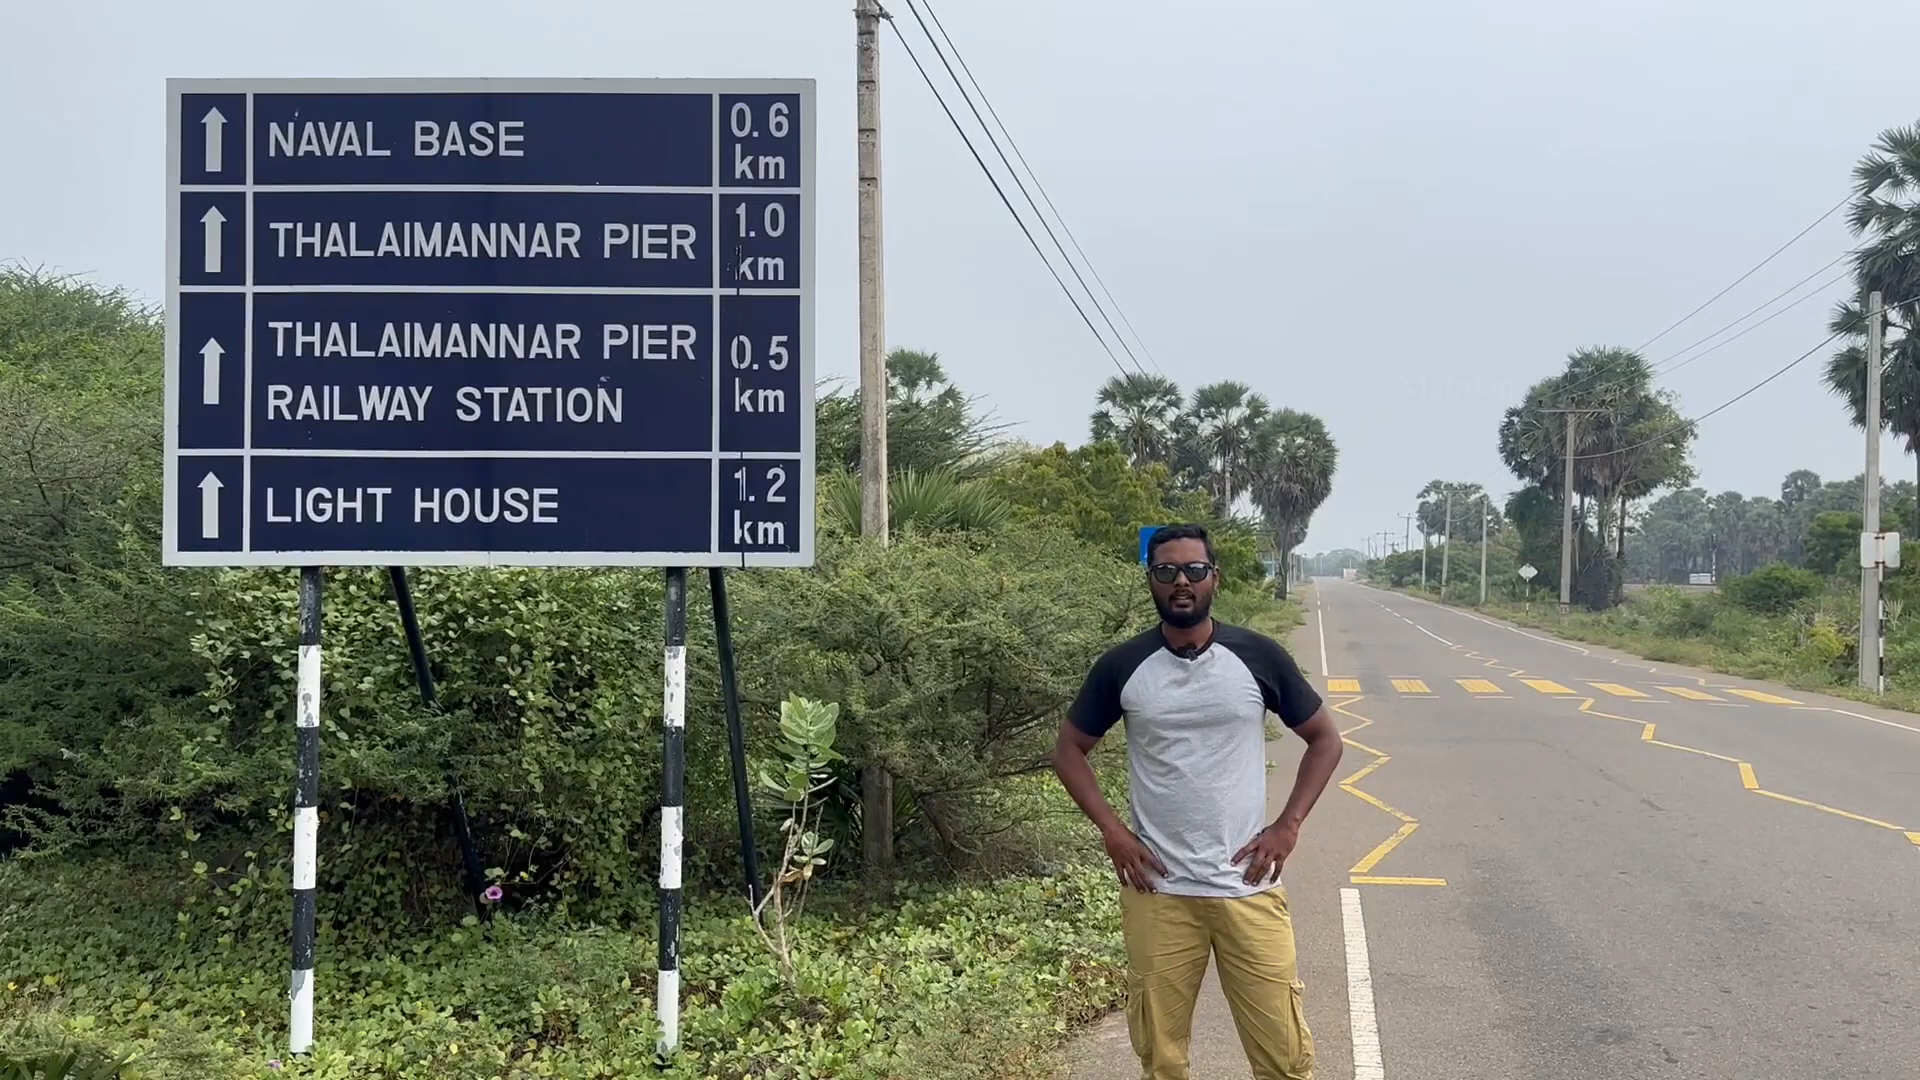 NAVAL BASE
0.6
km
THALAIMANNAR PIER
1.0
km
THALAIMANNAR PIER
RAILWAY STATION
0.5
km
LIGHT HOUSE
1.2
km